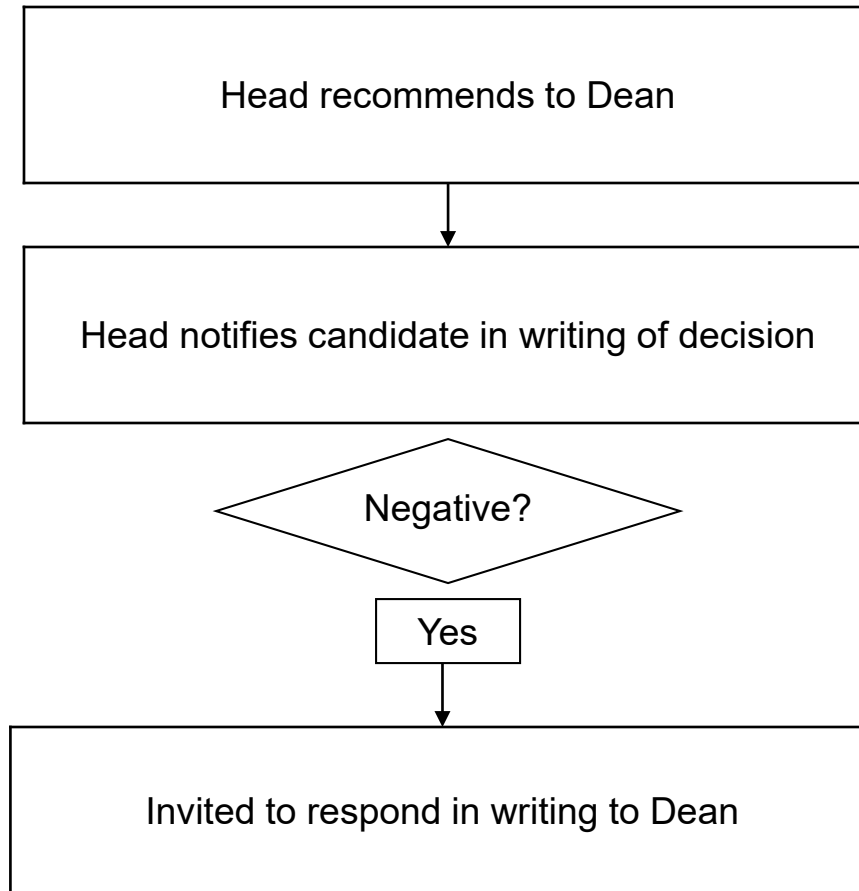 Head recommends to Dean
Head notifies candidate in writing of decision
Negative?
Yes
Invited to respond in writing to Dean